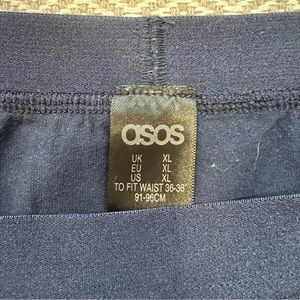 asos
UK XL
EU XL
US XL
TO FIT WAIST 36-38"
91-96CM